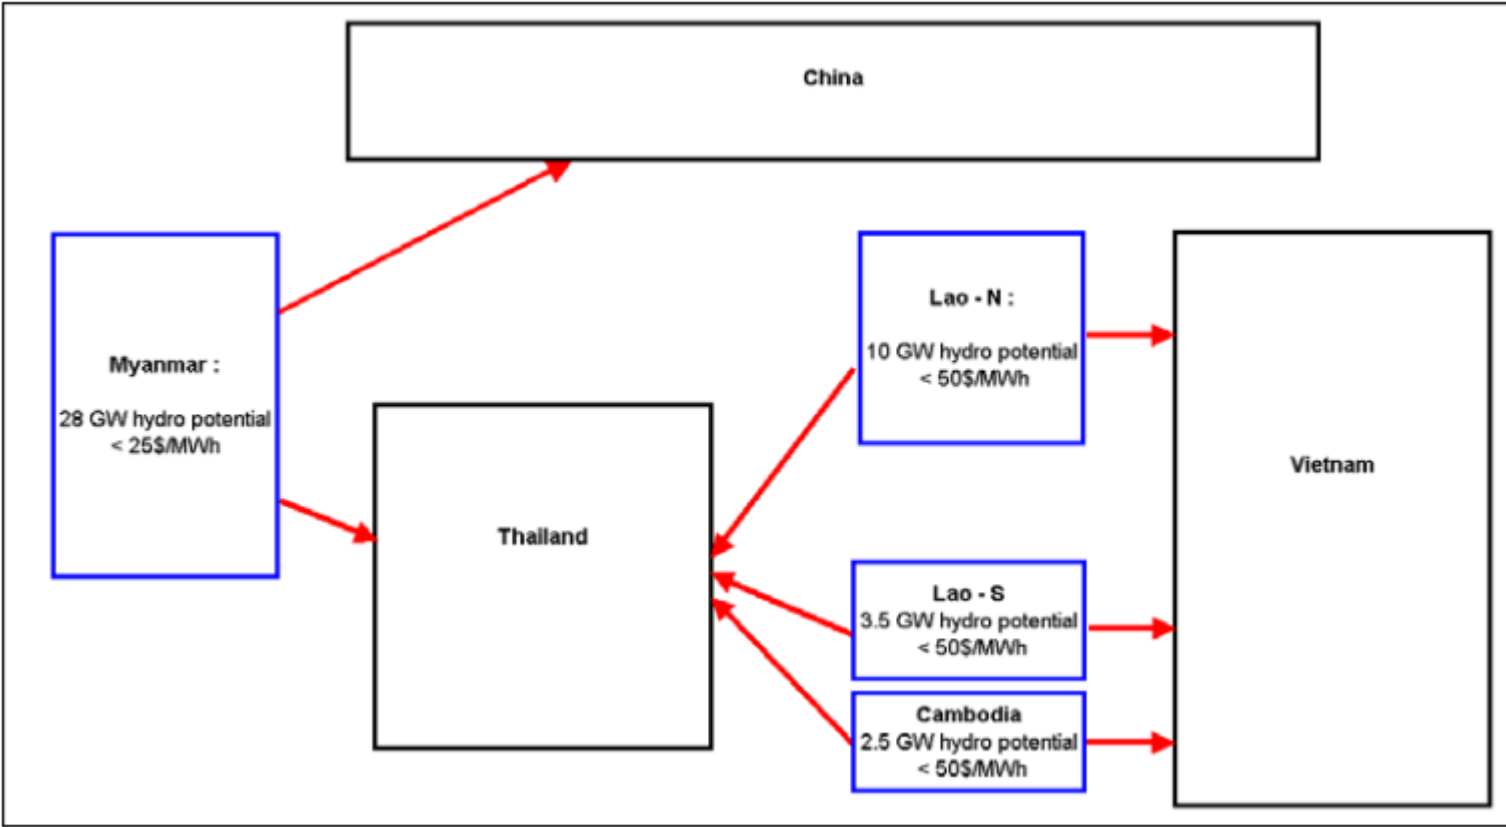 China
Myanmar :
28 GW hydro potential
< 25$/MWh
Thailand
Lao - N :
10 GW hydro potential
< 50$/MWh
Lao - S
3.5 GW hydro potential
< 50$/MWh
Cambodia
2.5 GW hydro potential
< 50$/MWh
Vietnam